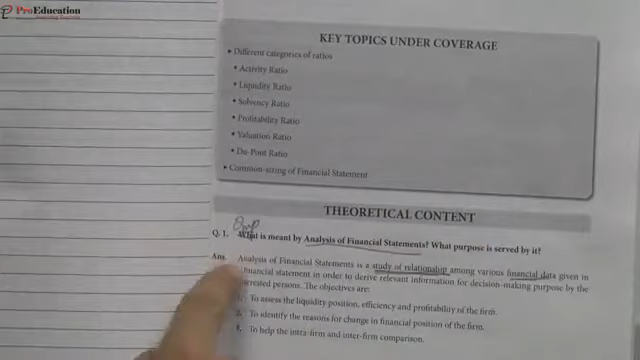 ProEducation
KEY TOPICS UNDER COVERAGE
• Different categories of ratios
• Activity Ratio
• Liquidity Ratio
• Solvency Ratio
• Profitability Ratio
• Valuation Ratio
• Du-Pont Ratio
• Common-sizing of Financial Statement
THEORETICAL CONTENT
Imp
Q. 1. What is meant by Analysis of Financial Statements? What purpose is served by it?
Ans. Analysis of Financial Statements is a study of relationship among various financial data given in
financial statement in order to derive relevant information for decision-making purpose by the
interested persons. The objectives are:
To assess the liquidity position, efficiency and profitability of the firm.
To identify the reasons for change in financial position of the firm.
To help the intra-firm and inter-firm comparison.